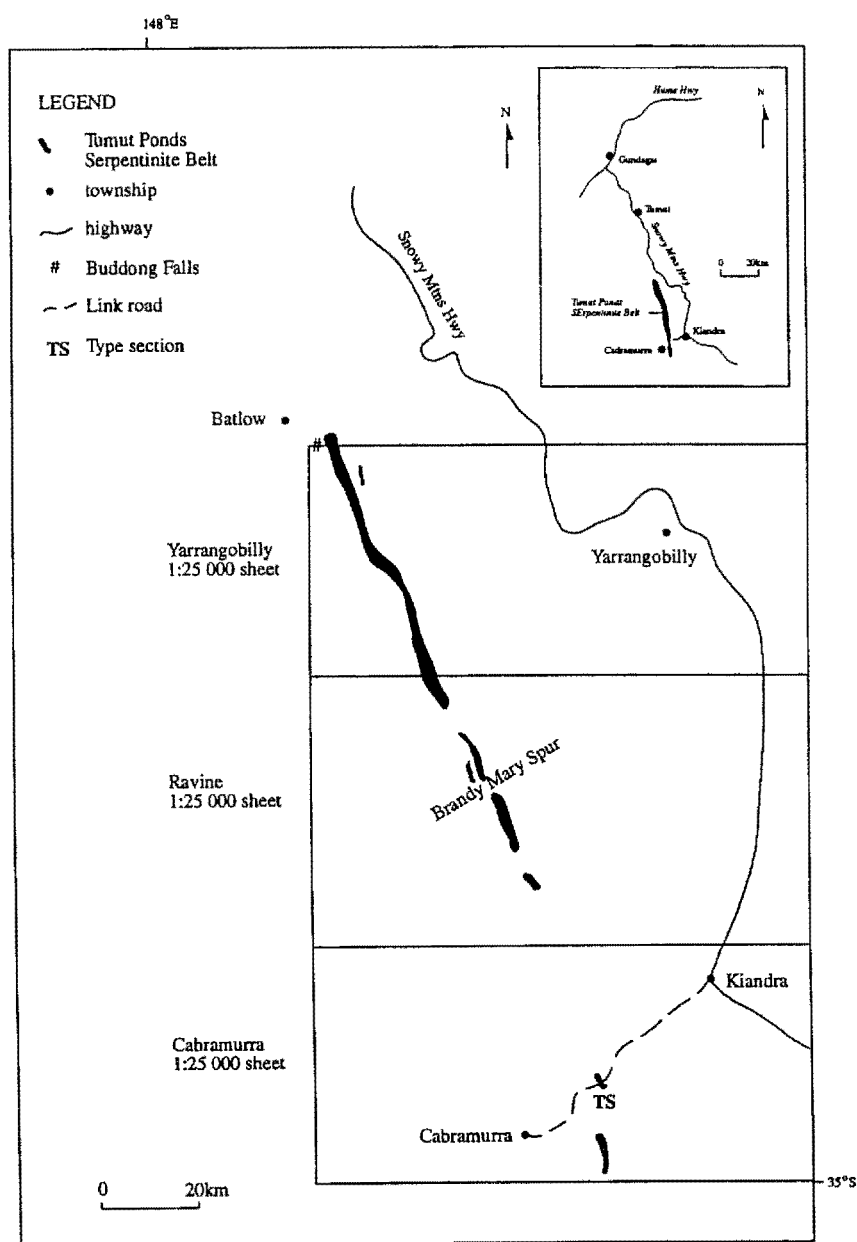 148°E
LEGEND
Tumut Ponds
Serpentinite Belt
township
highway
# Buddong Falls
Link road
TS Type section
N
Snowy Mtns Hwy
Hume Hwy
N
Gundagai
Tumut
Snowy Mtns Hwy
0 20km
Tumut Ponds
SErpentinite Belt
Kiandra
Cabramurra
Batlow
#
Yarrangobilly
1:25 000 sheet
Yarrangobilly
Ravine
1:25 000 sheet
Brandy Mary Spur
Kiandra
Cabramurra
1:25 000 sheet
TS
Cabramurra
0 20km
35°S